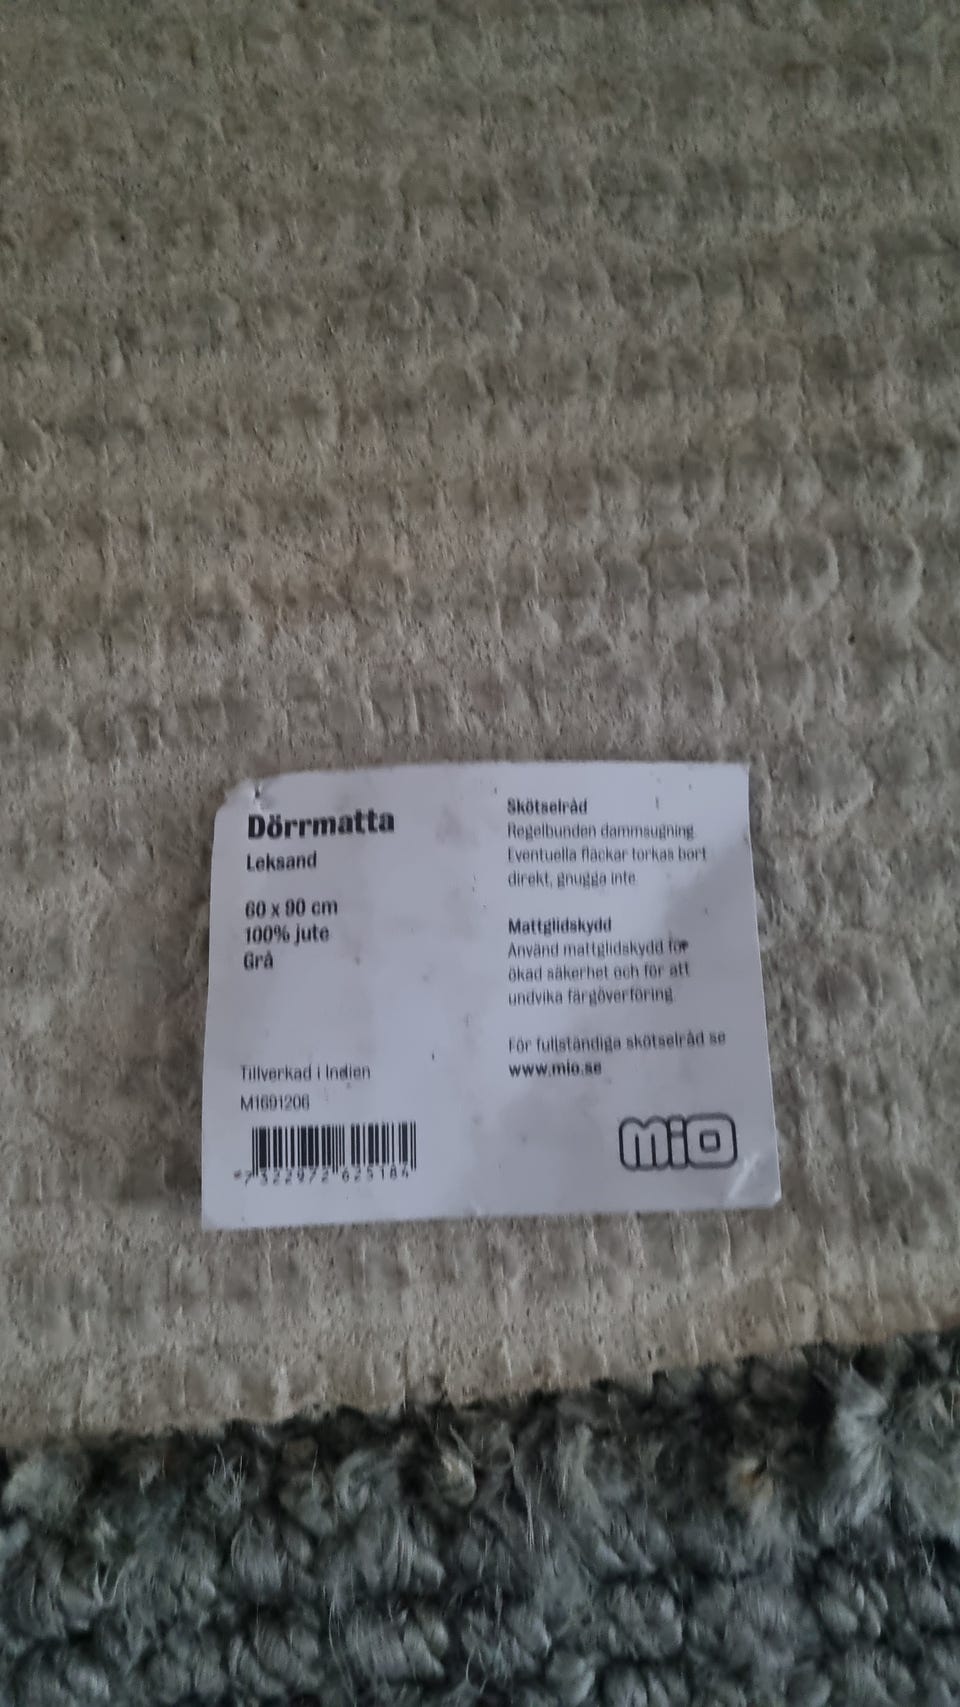 Dörrmatta
Leksand
60 x 90 cm
100% jute
Grå
Tillverkad i Indien
M1691206
7322972625184
Skötselråd
Regelbunden dammsugning.
Eventuella fläckar torkas bort
direkt, gnugga inte.
Mattglidskydd
Använd mattglidskydd för
ökad säkerhet och för att
undvika färgöverföring.
För fullständiga skötselråd se
www.mio.se
mio